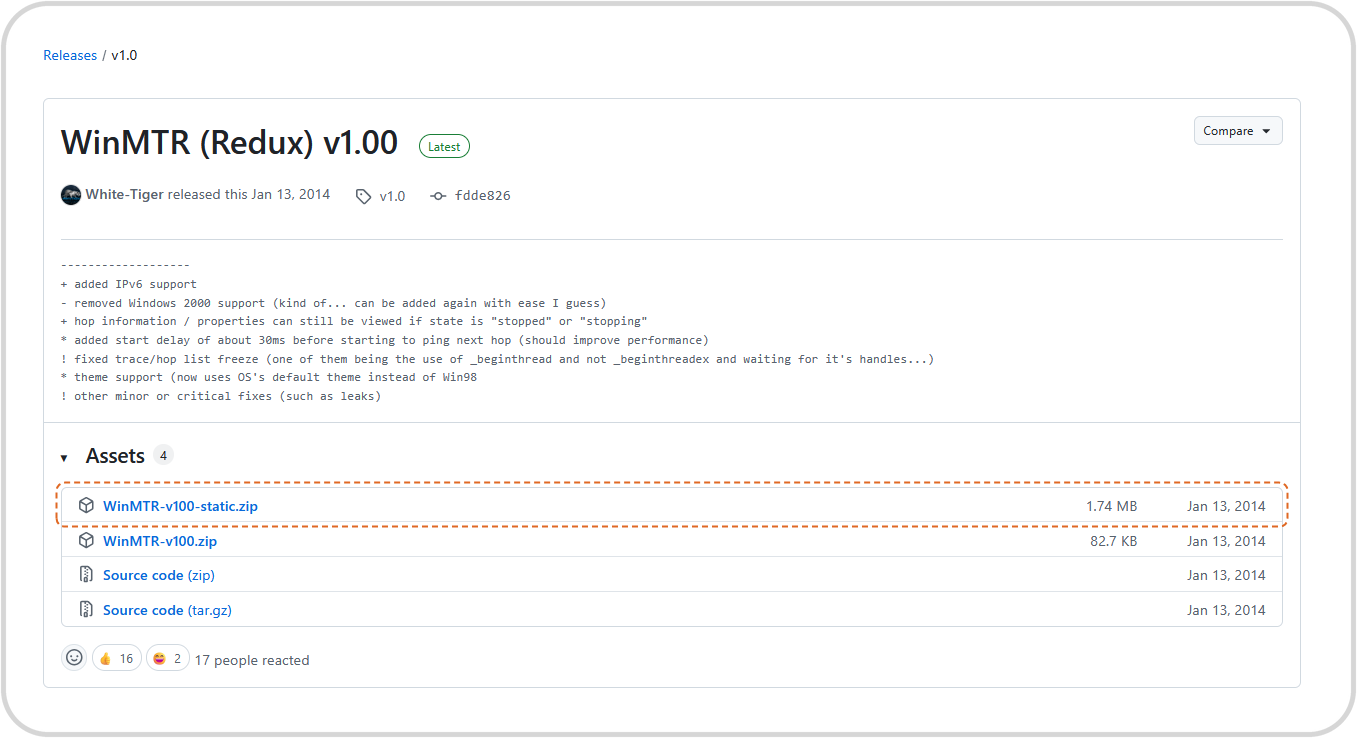 Releases / v1.0
WinMTR (Redux) v1.00 Latest Compare
White-Tiger released this Jan 13, 2014 v1.0 fdde826
-------------------
+ added IPv6 support
- removed Windows 2000 support (kind of... can be added again with ease I guess)
+ hop information / properties can still be viewed if state is "stopped" or "stopping"
* added start delay of about 30ms before starting to ping next hop (should improve performance)
! fixed trace/hop list freeze (one of them being the use of _beginthread and not _beginthreadex and waiting for it's handles...)
* theme support (now uses OS's default theme instead of Win98
! other minor or critical fixes (such as leaks)
Assets 4
WinMTR-v100-static.zip 1.74 MB Jan 13, 2014
WinMTR-v100.zip 82.7 KB Jan 13, 2014
Source code (zip) Jan 13, 2014
Source code (tar.gz) Jan 13, 2014
16 2 17 people reacted